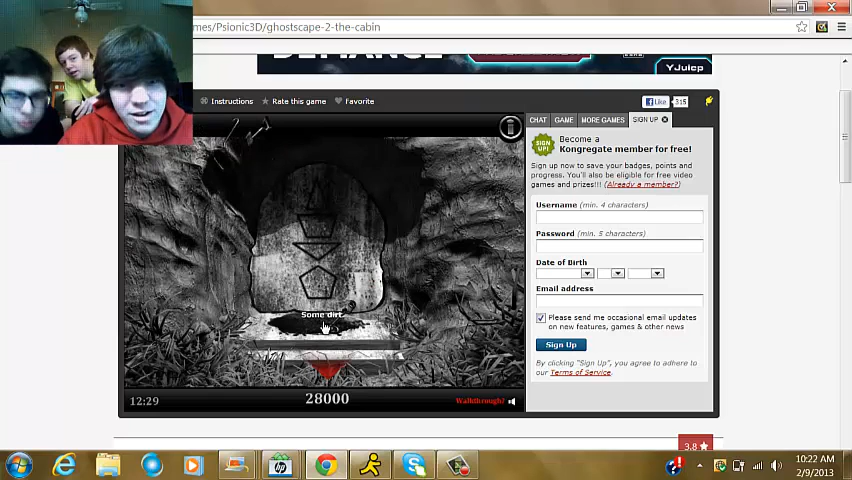 mes/Psionic3D/ghostscape-2-the-cabin
DEFIANCE
YJuiep
Instructions
Rate this game
Favorite
Like
315
CHAT
GAME
MORE GAMES
SIGN UP
SIGN UP!
Become a
Kongregate member for free!
Sign up now to save your badges, points and
progress. You'll also be eligible for free video
games and prizes!!! (Already a member?)
Username (min. 4 characters)
Password (min. 5 characters)
Date of Birth
Email address
Please send me occasional email updates
on new features, games & other news
Sign Up
By clicking "Sign Up", you agree to adhere to
our Terms of Service.
Some dirt.
12:29
28000
Walkthrough?
3.8
10:22 AM
2/9/2013